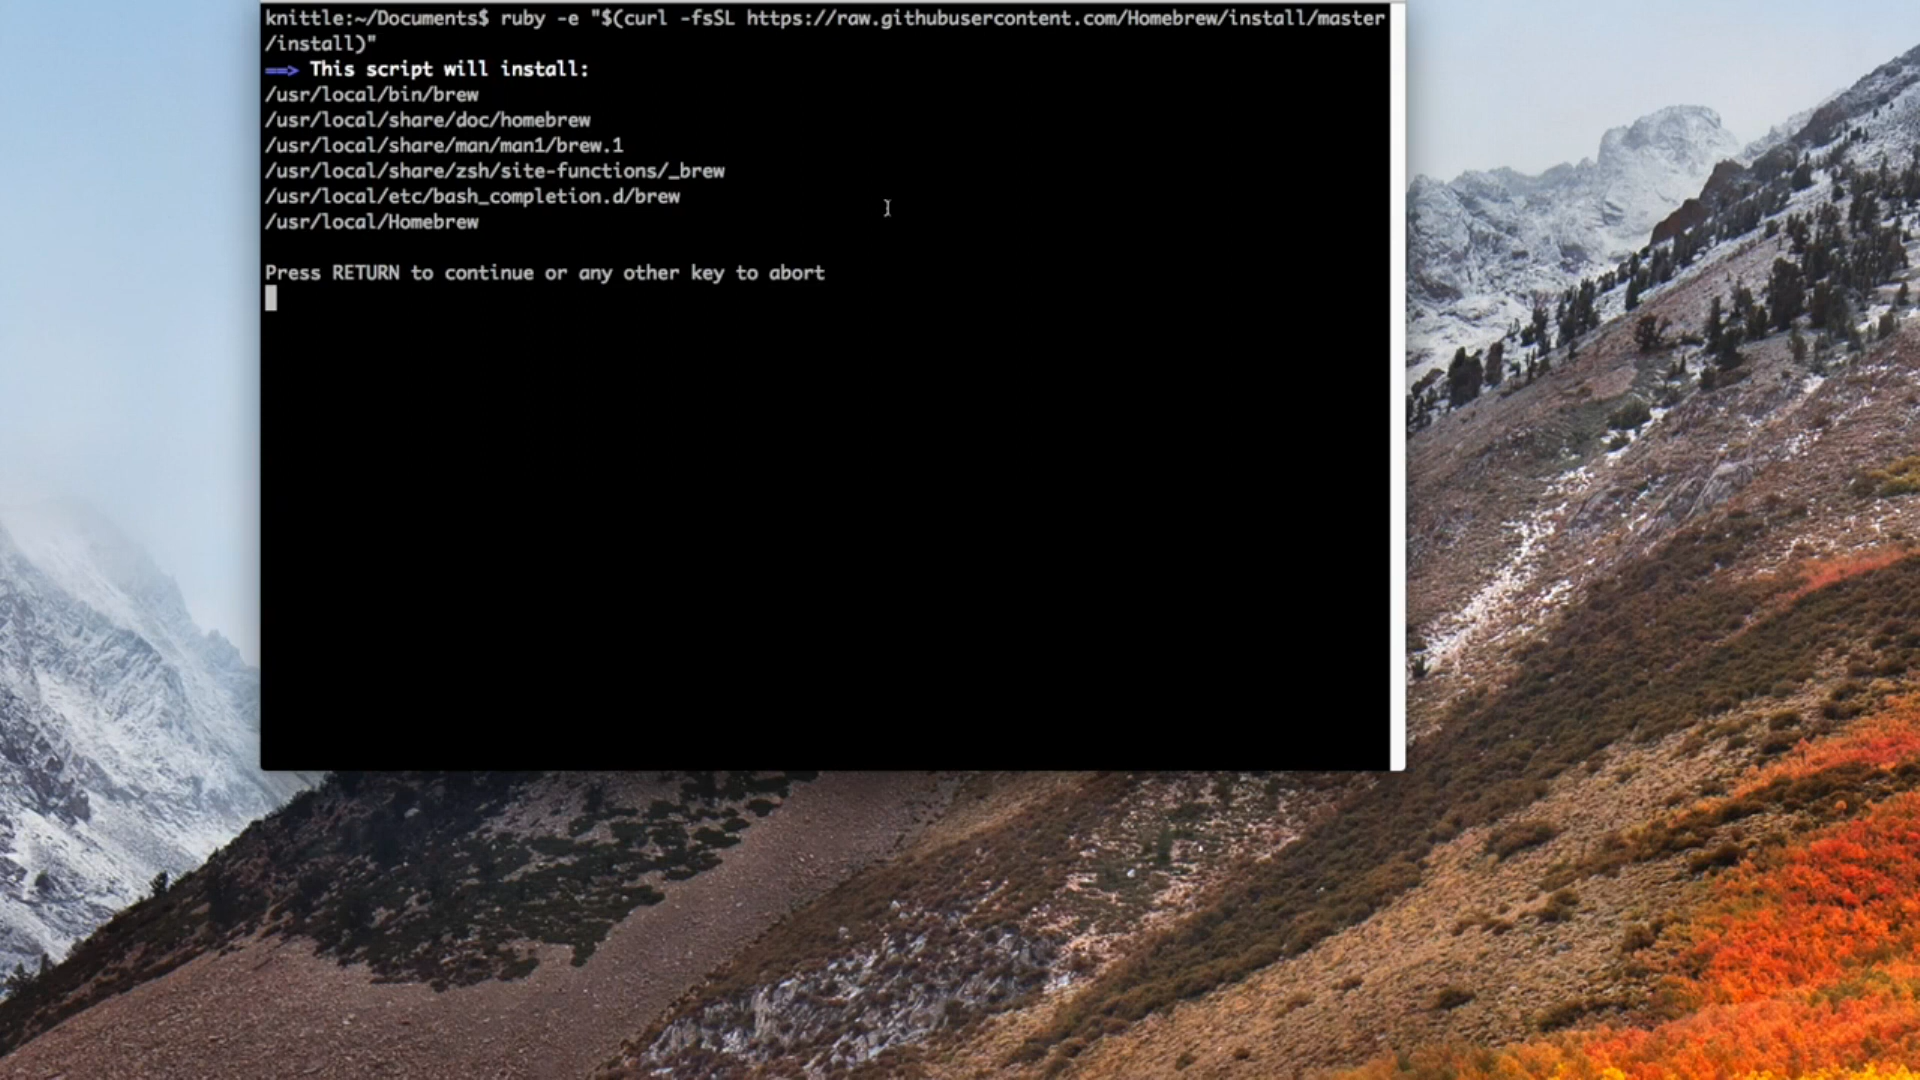 knittle:~/Documents$ ruby -e "$(curl -fsSL https://raw.githubusercontent.com/Homebrew/install/master
/install)"
==> This script will install:
/usr/local/bin/brew
/usr/local/share/doc/homebrew
/usr/local/share/man/man1/brew.1
/usr/local/share/zsh/site-functions/_brew
/usr/local/etc/bash_completion.d/brew
/usr/local/Homebrew
Press RETURN to continue or any other key to abort